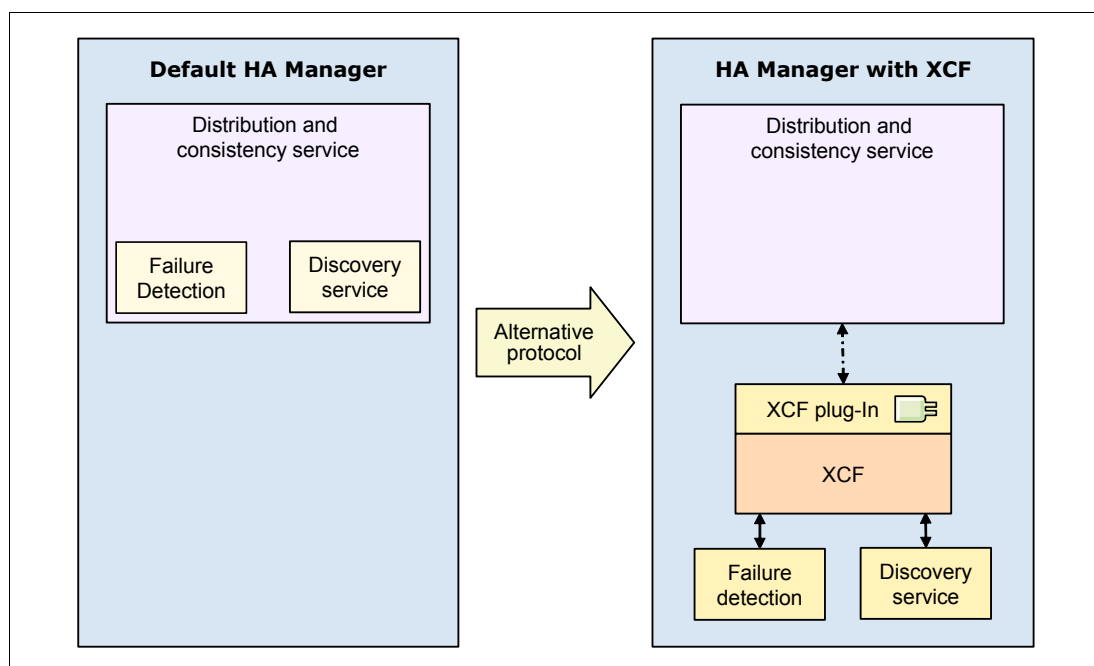 Default HA Manager
Distribution and
consistency service
Failure
Detection
Discovery
service
Alternative
protocol
HA Manager with XCF
Distribution and
consistency service
XCF plug-In
XCF
Failure
detection
Discovery
service